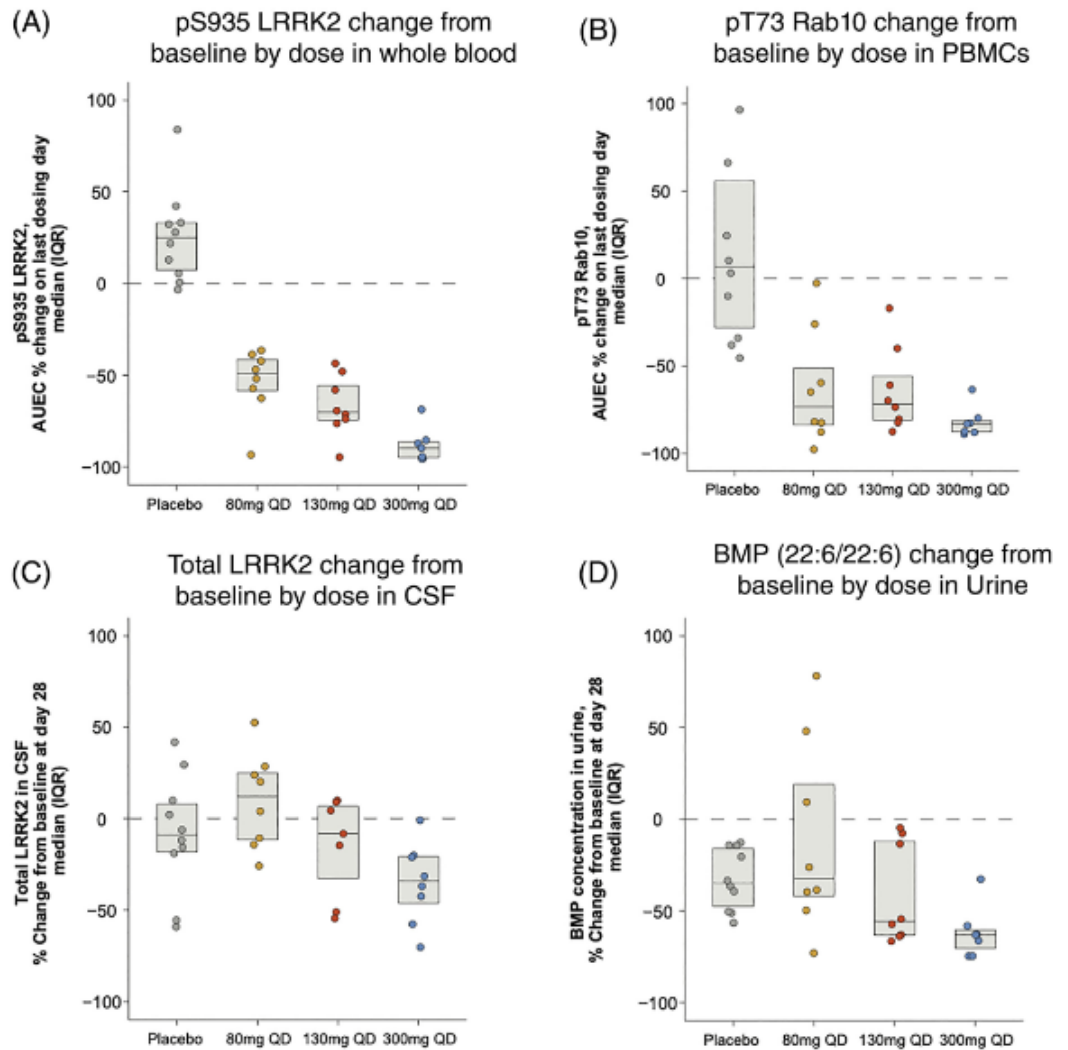 (A)
pS935 LRRK2 change from
baseline by dose in whole blood
pS935 LRRK2,
AUEC % change on last dosing day
median (IQR)
100
50
0
−50
−100
Placebo
80mg QD
130mg QD
300mg QD
(B)
pT73 Rab10 change from
baseline by dose in PBMCs
pT73 Rab10,
AUEC % change on last dosing day
median (IQR)
100
50
0
−50
−100
Placebo
80mg QD
130mg QD
300mg QD
(C)
Total LRRK2 change from
baseline by dose in CSF
Total LRRK2 in CSF
% Change from baseline at day 28
median (IQR)
100
50
0
−50
−100
Placebo
80mg QD
130mg QD
300mg QD
(D)
BMP (22:6/22:6) change from
baseline by dose in Urine
BMP concentration in urine,
% Change from baseline at day 28
median (IQR)
100
50
0
−50
−100
Placebo
80mg QD
130mg QD
300mg QD